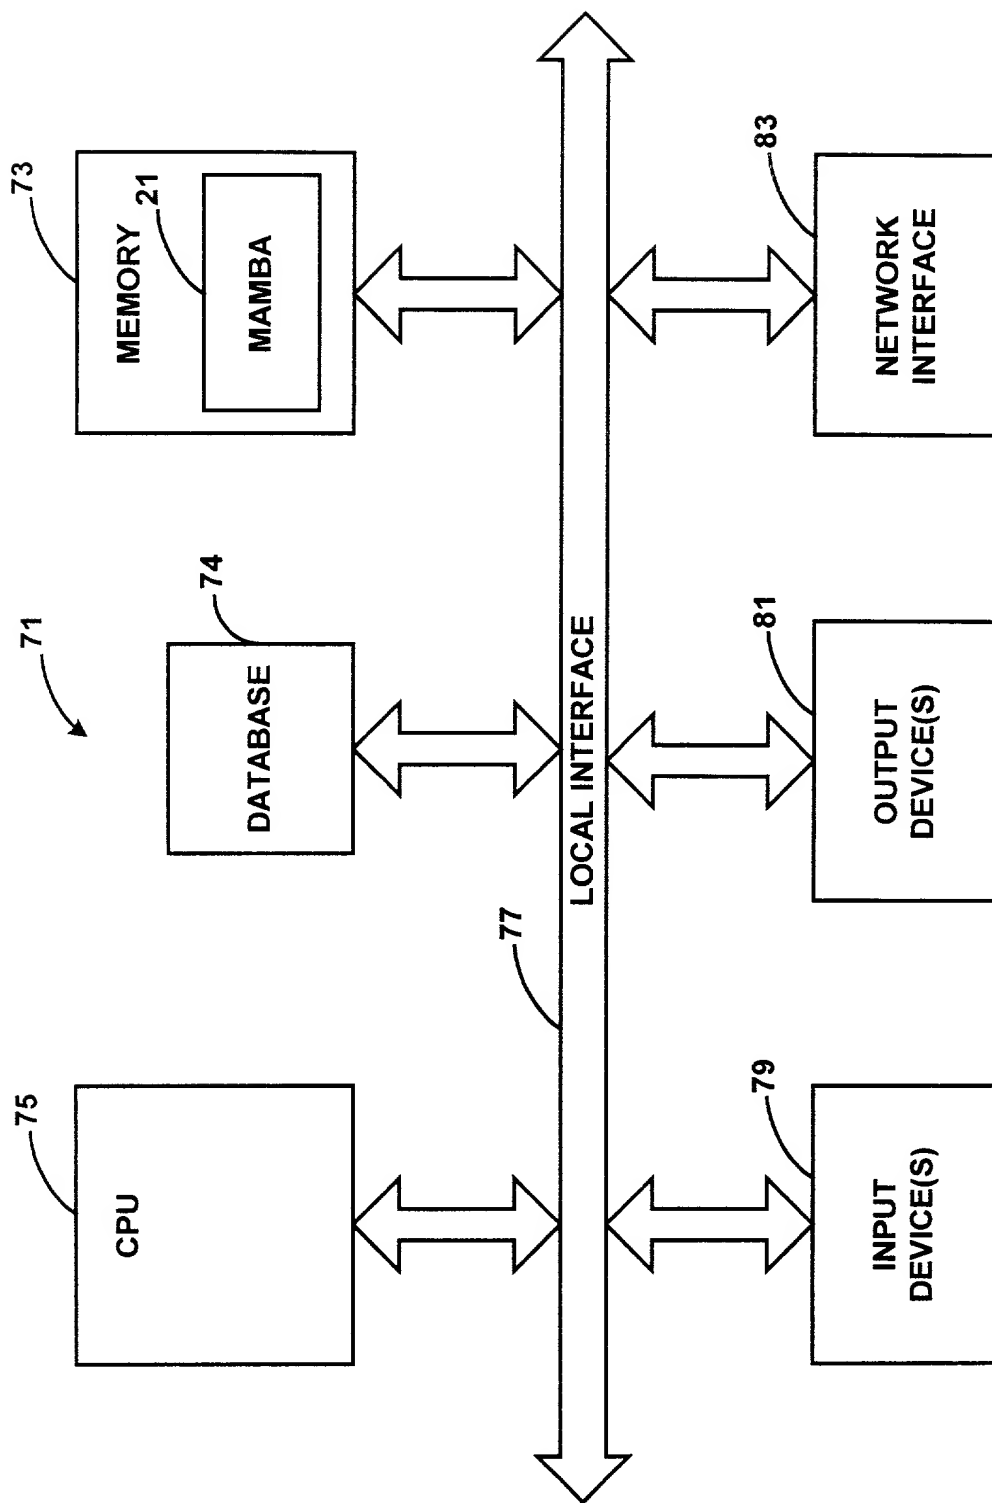 71
75
CPU
74
DATABASE
73
MEMORY
21
MAMBA
77
LOCAL INTERFACE
79
INPUT
DEVICE(S)
81
OUTPUT
DEVICE(S)
83
NETWORK
INTERFACE